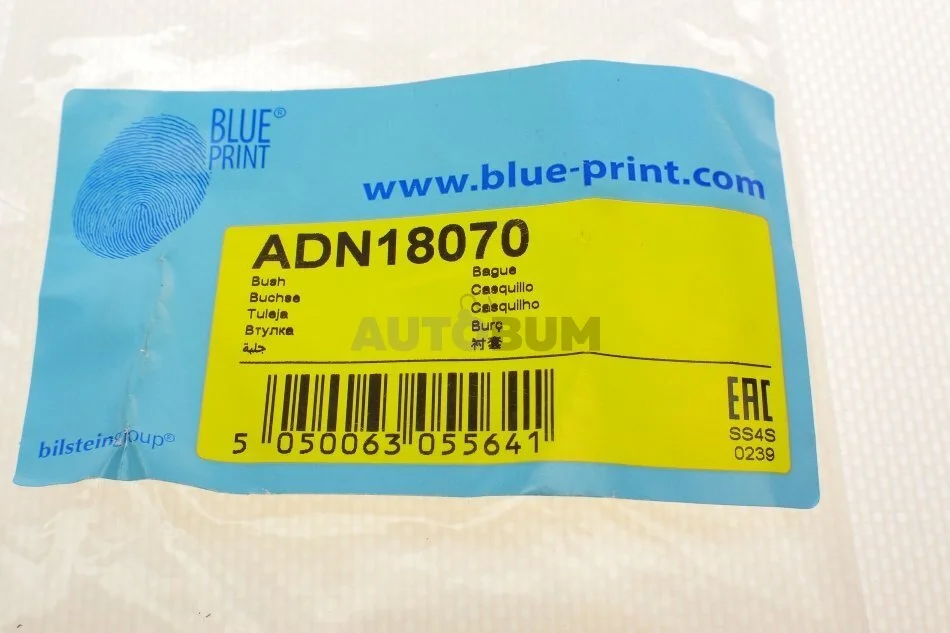 BLUE®
PRINT
www.blue-print.com
ADN18070
Bush
Buchse
Tuleja
Втулка
جلبة
Bague
Casquillo
Casquilho
Burç
衬套
AUTOBUM
5 050063 055641
EAC
SS4S
0239
bilsteingroup®